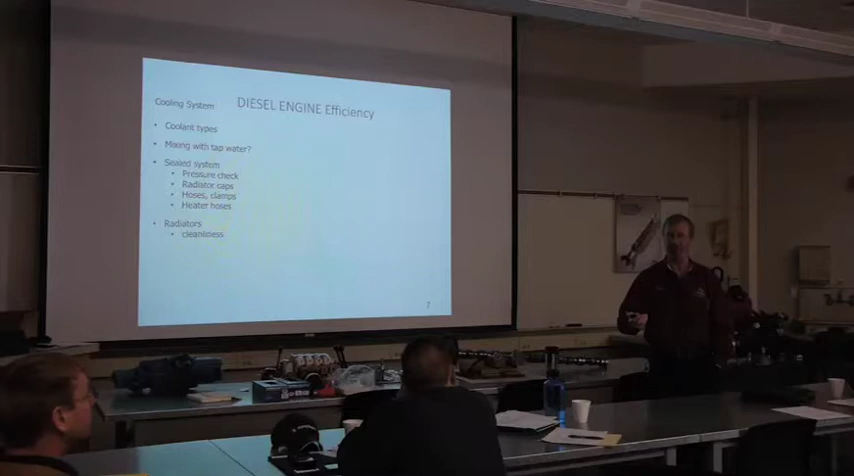 DIESEL ENGINE Efficiency
Cooling System
• Coolant types
• Mixing with tap water?
• Sealed system
• Pressure check
• Radiator caps
• Hoses, clamps
• Heater hoses
• Radiators
• cleanliness
7